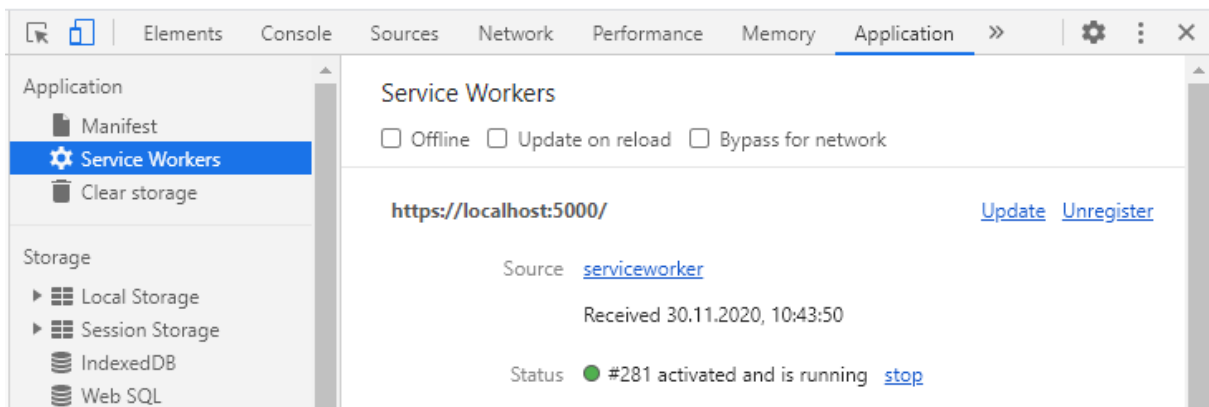 Elements Console Sources Network Performance Memory Application »
Application
Manifest
Service Workers
Clear storage
Storage
Local Storage
Session Storage
IndexedDB
Web SQL
Service Workers
Offline Update on reload Bypass for network
https://localhost:5000/ Update Unregister
Source serviceworker
Received 30.11.2020, 10:43:50
Status #281 activated and is running stop